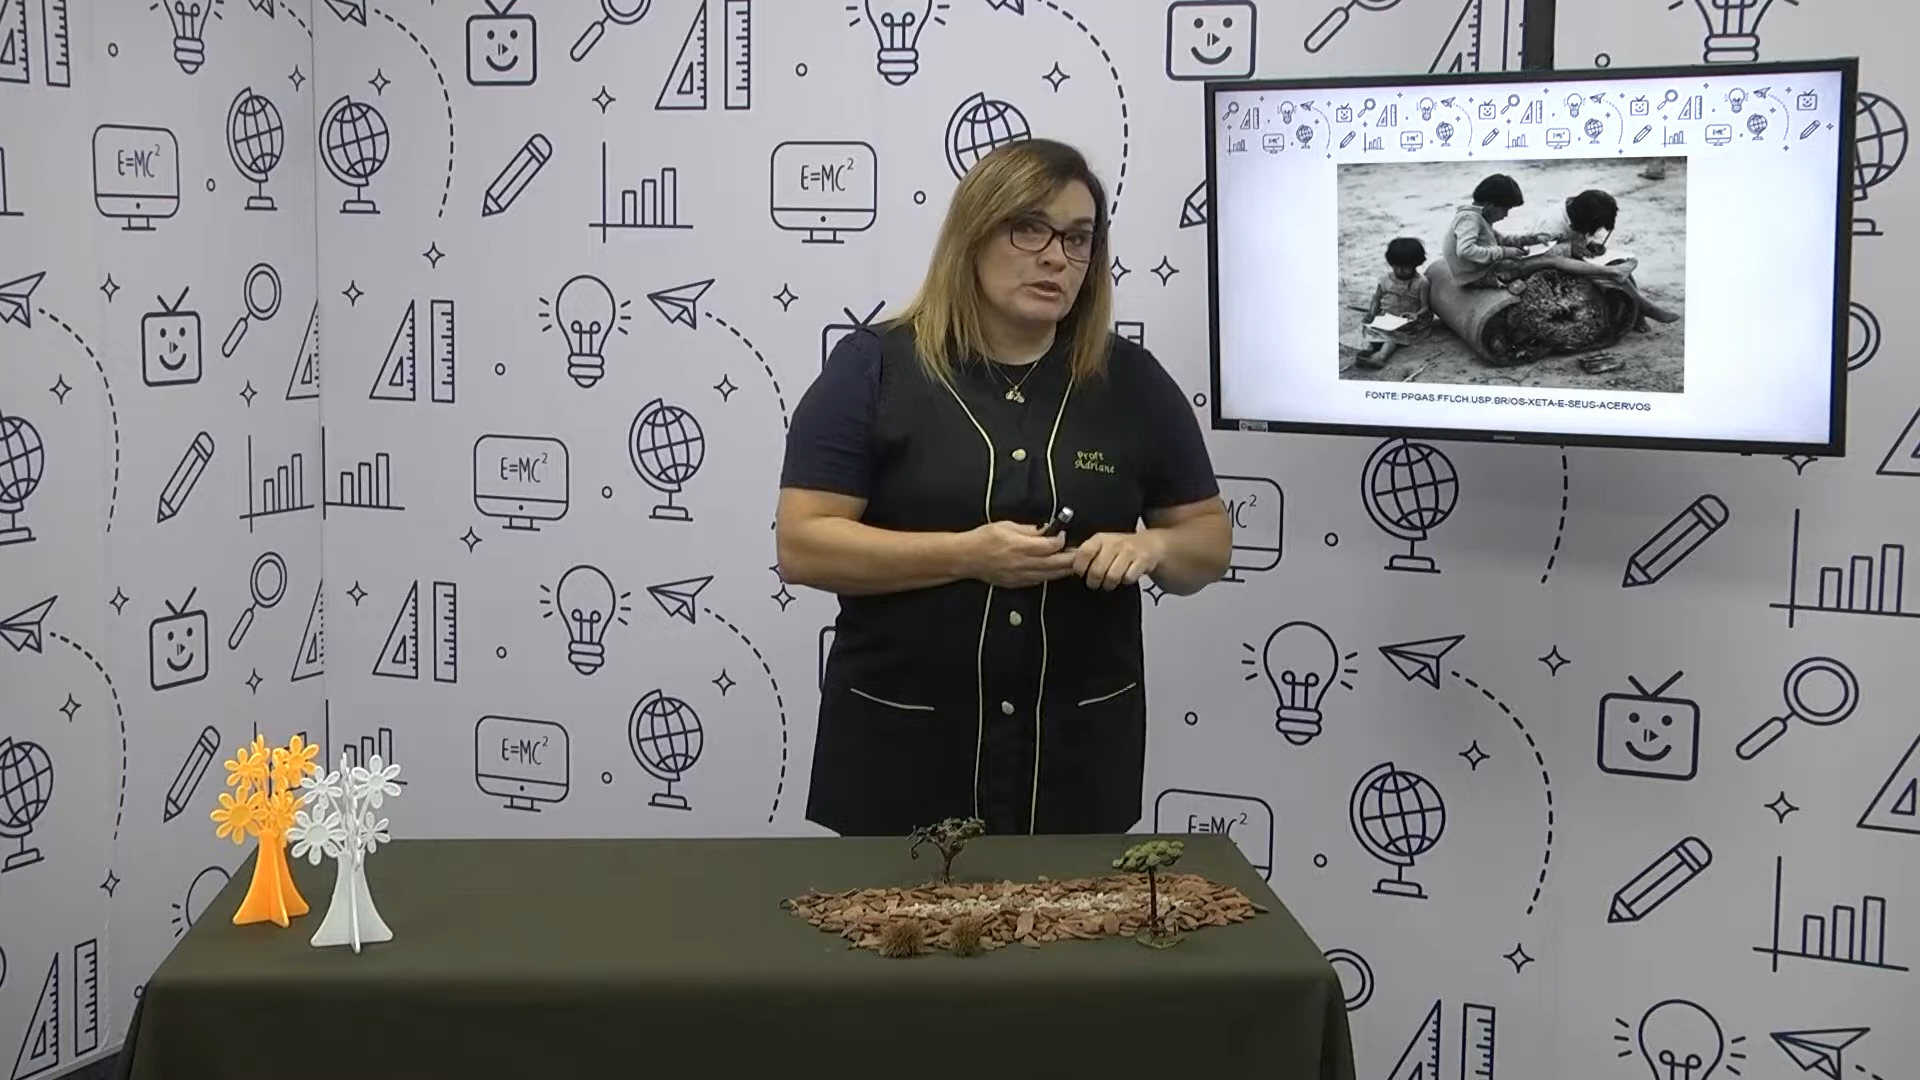 E=MC²
E=MC²
FONTE: PPGAS.FFLCH.USP.BR/OS-XETA-E-SEUS-ACERVOS
Profª
Adriane
E=MC²
MC²
E=MC²
E=MC²